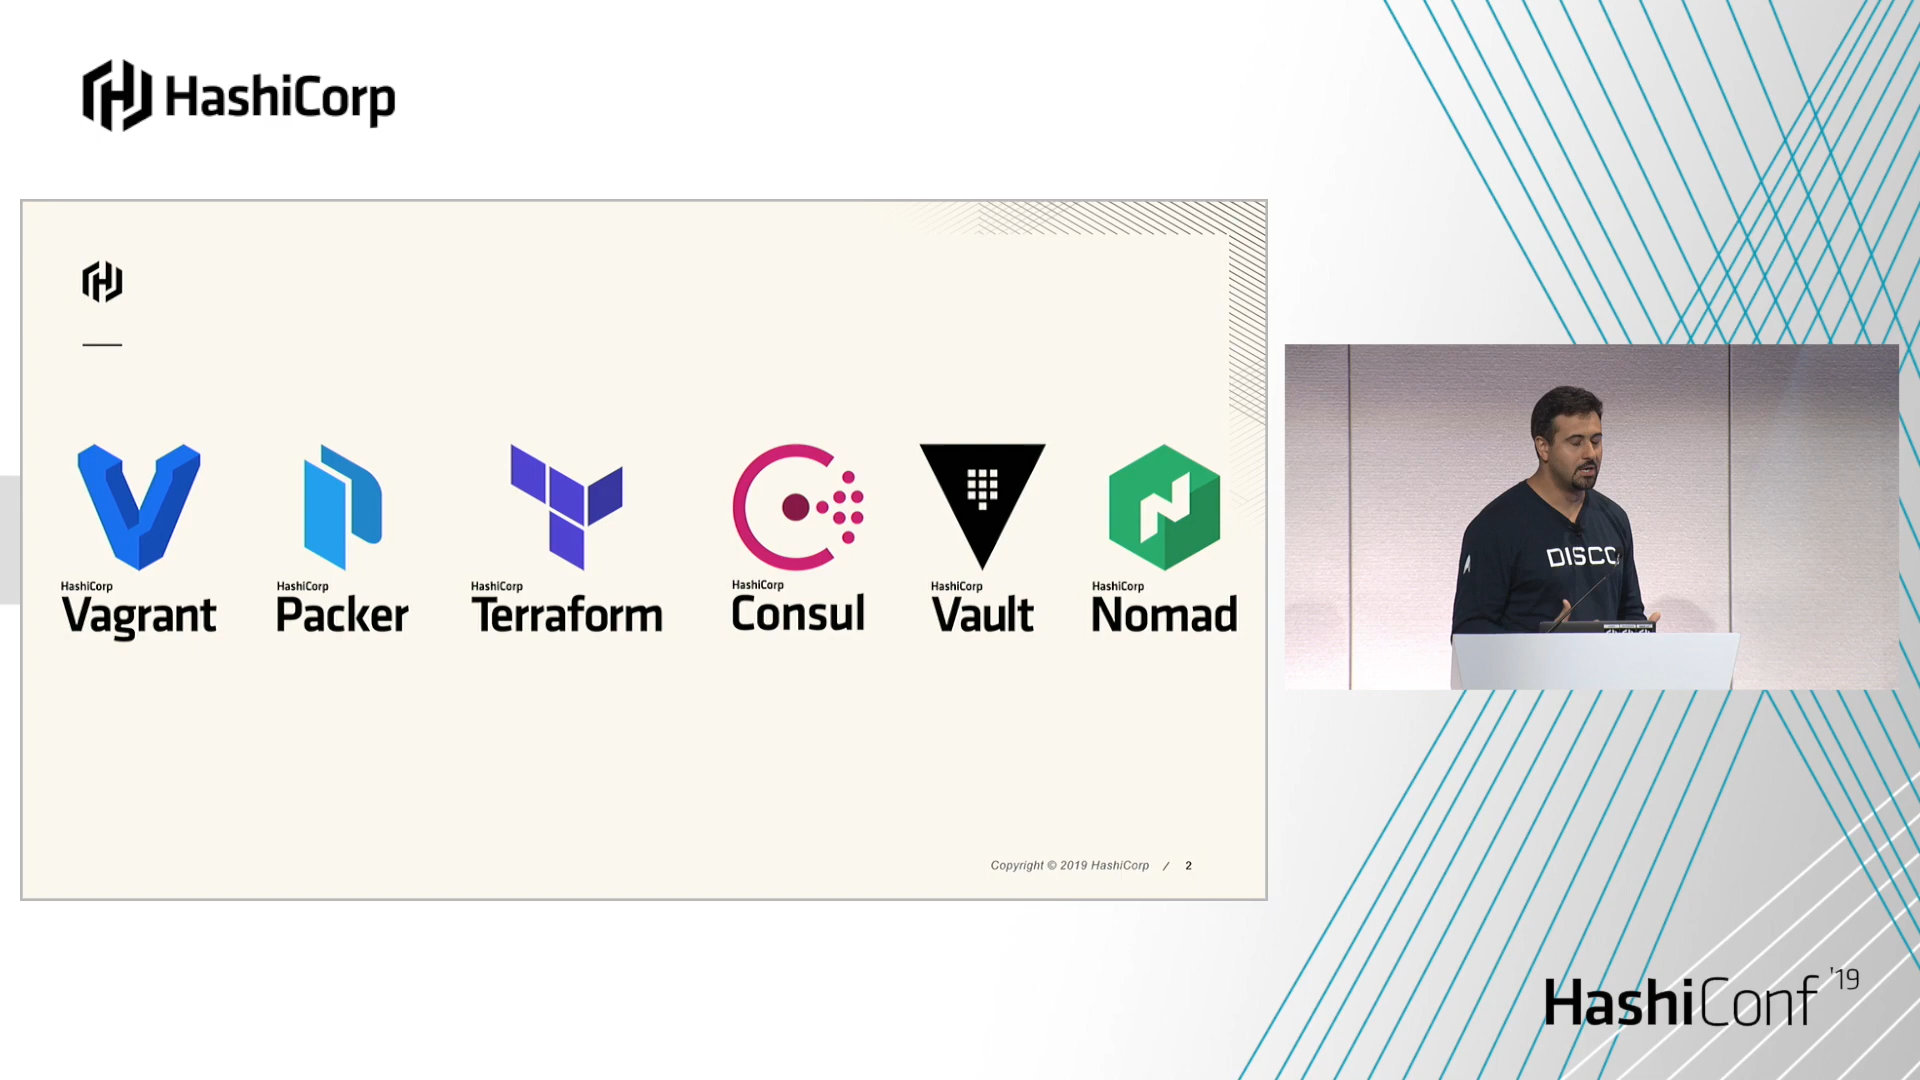 HashiCorp
HashiCorp
Vagrant
HashiCorp
Packer
HashiCorp
Terraform
HashiCorp
Consul
HashiCorp
Vault
HashiCorp
Nomad
Copyright © 2019 HashiCorp / 2
DISCO
HashiConf '19